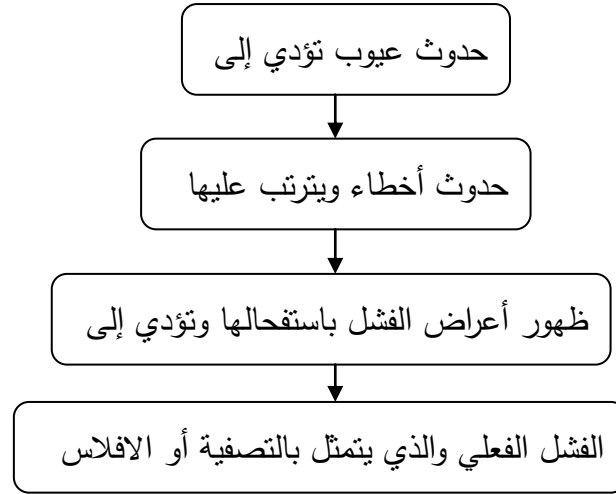 حدوث عيوب تؤدي إلى
حدوث أخطاء ويترتب عليها
ظهور أعراض الفشل باستفحالها وتؤدي إلى
الفشل الفعلي والذي يتمثل بالتصفية أو الافلاس